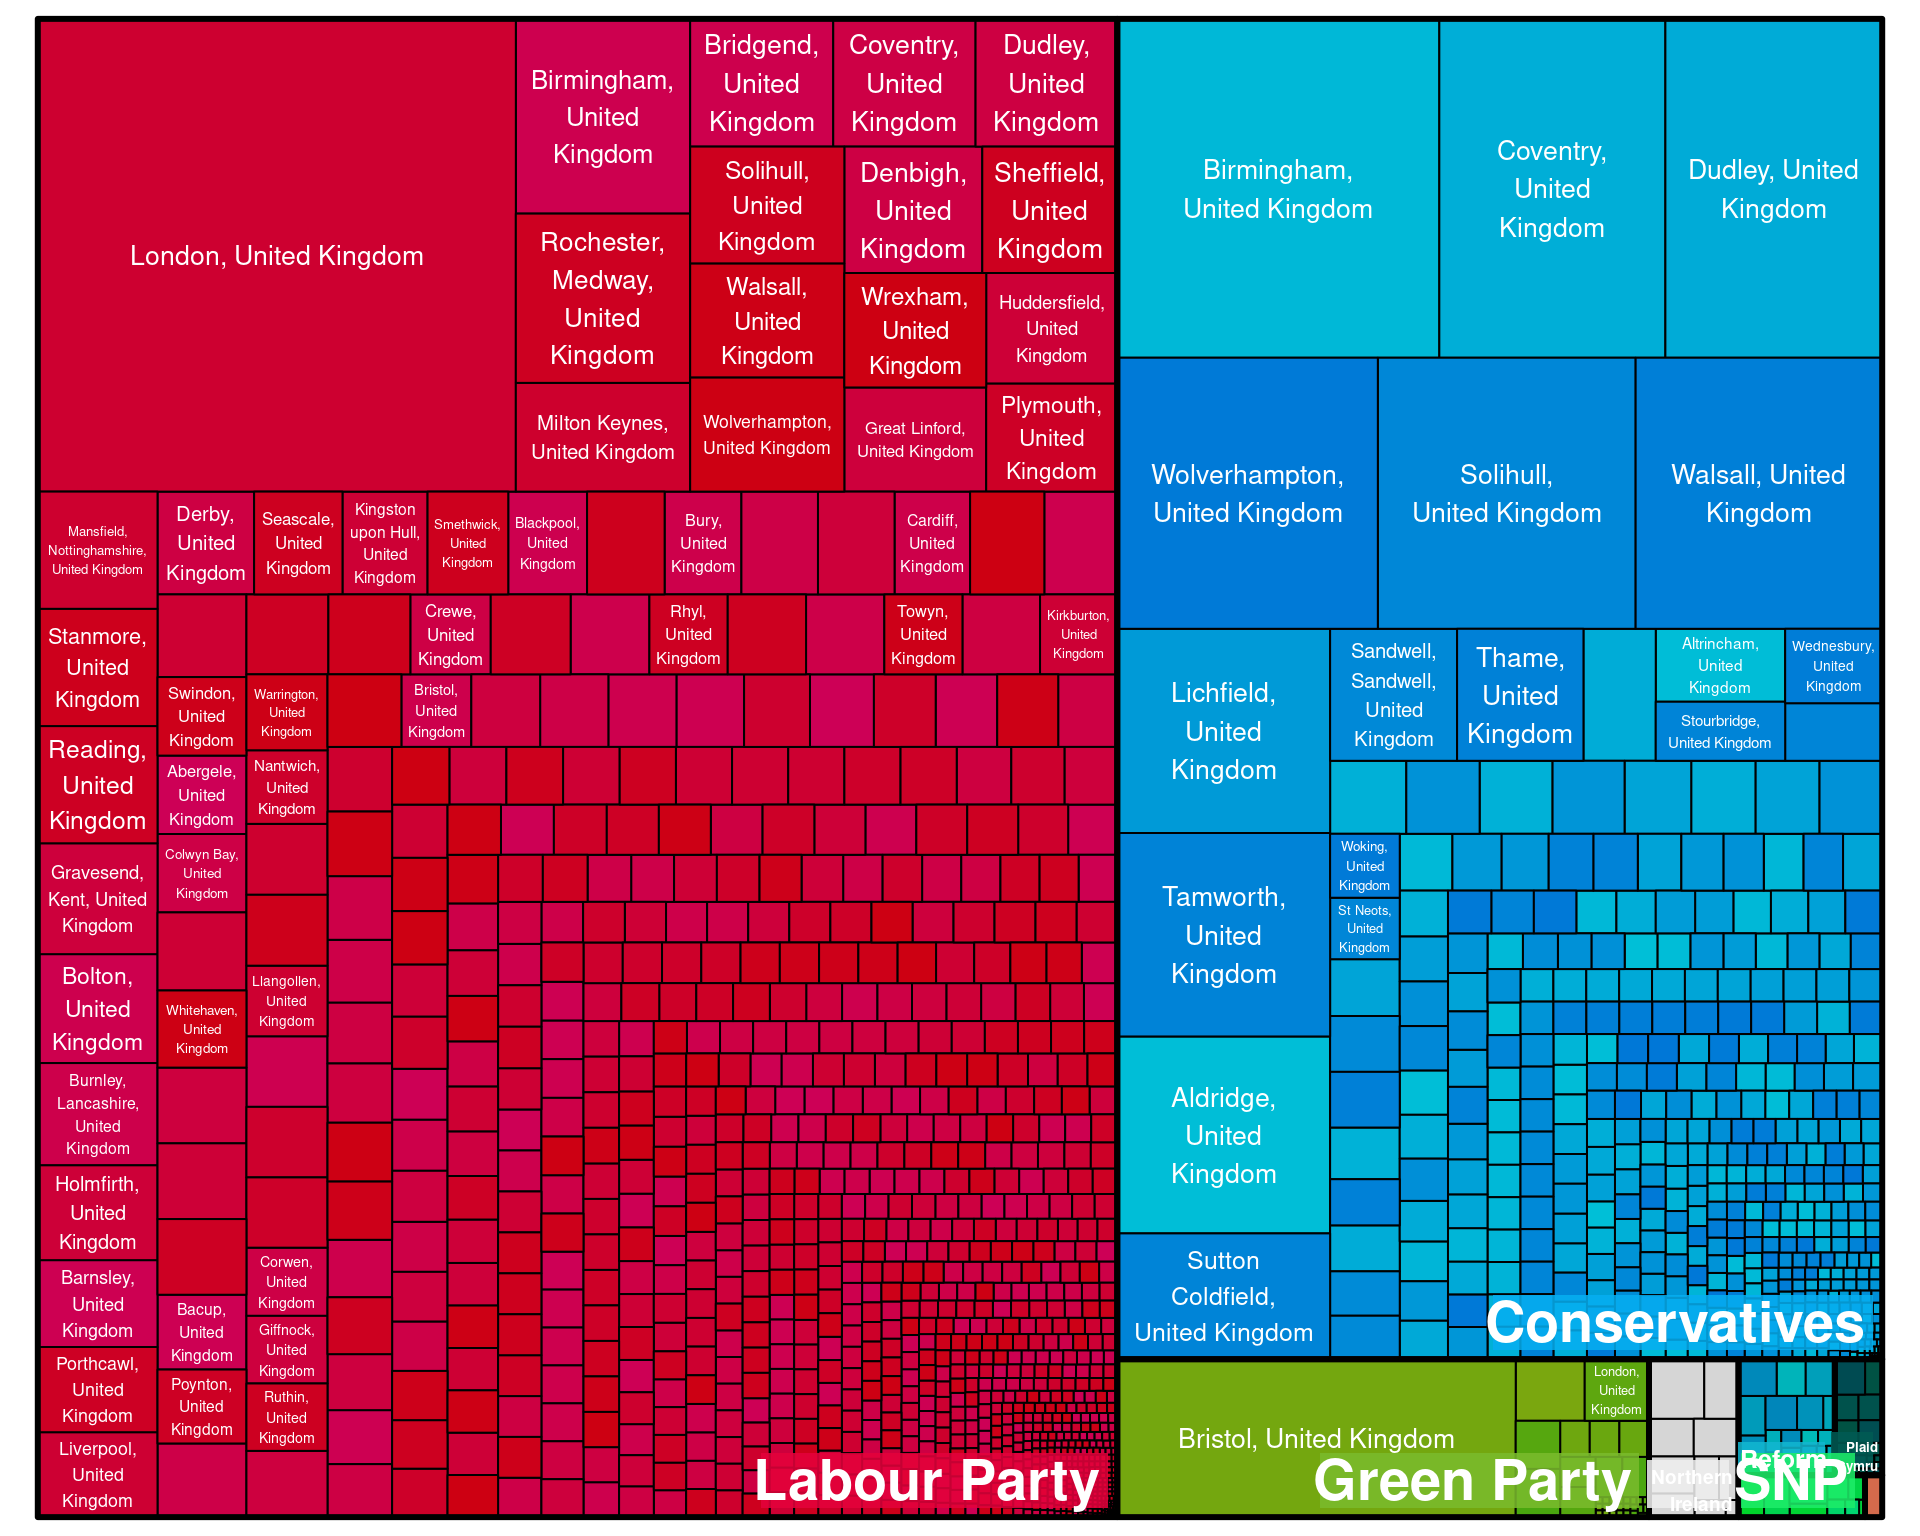 London, United Kingdom
Birmingham,
United
Kingdom
Rochester,
Medway,
United
Kingdom
Milton Keynes,
United Kingdom
Bridgend,
United
Kingdom
Coventry,
United
Kingdom
Dudley,
United
Kingdom
Solihull,
United
Kingdom
Walsall,
United
Kingdom
Wolverhampton,
United Kingdom
Denbigh,
United
Kingdom
Sheffield,
United
Kingdom
Wrexham,
United
Kingdom
Great Linford,
United Kingdom
Huddersfield,
United
Kingdom
Plymouth,
United
Kingdom
Mansfield,
Nottinghamshire,
United Kingdom
Stanmore,
United
Kingdom
Reading,
United
Kingdom
Gravesend,
Kent, United
Kingdom
Bolton,
United
Kingdom
Burnley,
Lancashire,
United
Kingdom
Holmfirth,
United
Kingdom
Barnsley,
United
Kingdom
Porthcawl,
United
Kingdom
Liverpool,
United
Kingdom
Derby,
United
Kingdom
Seascale,
United
Kingdom
Kingston
upon Hull,
United
Kingdom
Smethwick,
United
Kingdom
Blackpool,
United
Kingdom
Bury,
United
Kingdom
Cardiff,
United
Kingdom
Crewe,
United
Kingdom
Rhyl,
United
Kingdom
Towyn,
United
Kingdom
Kirkburton,
United
Kingdom
Swindon,
United
Kingdom
Abergele,
United
Kingdom
Colwyn Bay,
United
Kingdom
Whitehaven,
United
Kingdom
Bacup,
United
Kingdom
Poynton,
United
Kingdom
Warrington,
United
Kingdom
Nantwich,
United
Kingdom
Llangollen,
United
Kingdom
Corwen,
United
Kingdom
Giffnock,
United
Kingdom
Ruthin,
United
Kingdom
Bristol,
United
Kingdom
Labour Party
Birmingham,
United Kingdom
Coventry,
United
Kingdom
Dudley, United
Kingdom
Wolverhampton,
United Kingdom
Solihull,
United Kingdom
Walsall, United
Kingdom
Lichfield,
United
Kingdom
Tamworth,
United
Kingdom
Aldridge,
United
Kingdom
Sutton
Coldfield,
United Kingdom
Sandwell,
Sandwell,
United
Kingdom
Thame,
United
Kingdom
Altrincham,
United
Kingdom
Stourbridge,
United Kingdom
Wednesbury,
United
Kingdom
Woking,
United
Kingdom
St Neots,
United
Kingdom
Conservatives
Bristol, United Kingdom
London,
United
Kingdom
Green Party
Northern
Ireland
Reform
SNP
Plaid
Cymru